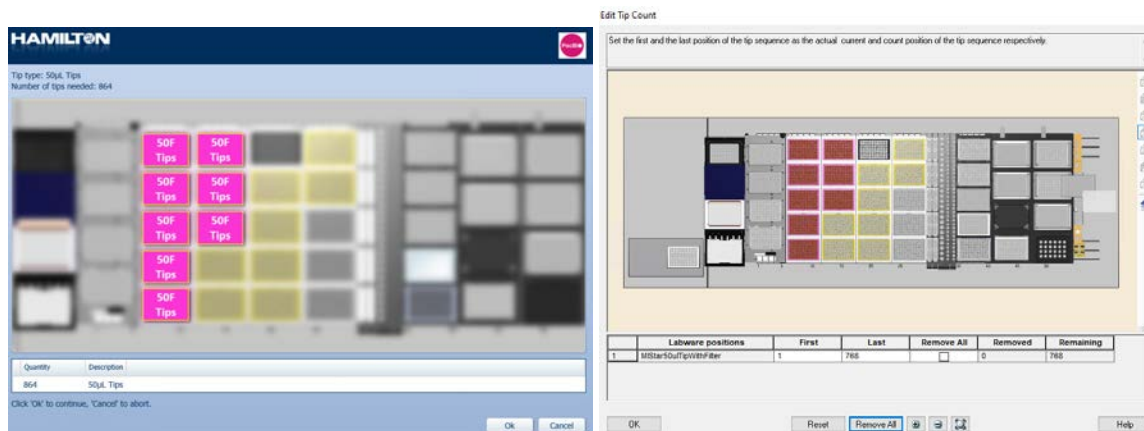 HAMILTON
Tip type: 50µL Tips
Number of tips needed: 864
50F Tips
50F Tips
50F Tips
50F Tips
50F Tips
50F Tips
50F Tips
50F Tips
Quantity Description
864 50µL Tips
Click 'Ok' to continue, 'Cancel' to abort.
Ok Cancel
Edit Tip Count
Set the first and the last position of the tip sequence as the actual current and count position of the tip sequence respectively.
Labware positions First Last Remove All Removed Remaining
1 MlStar50ulTipWithFilter 1 768 0 768
OK Reset Remove All Help